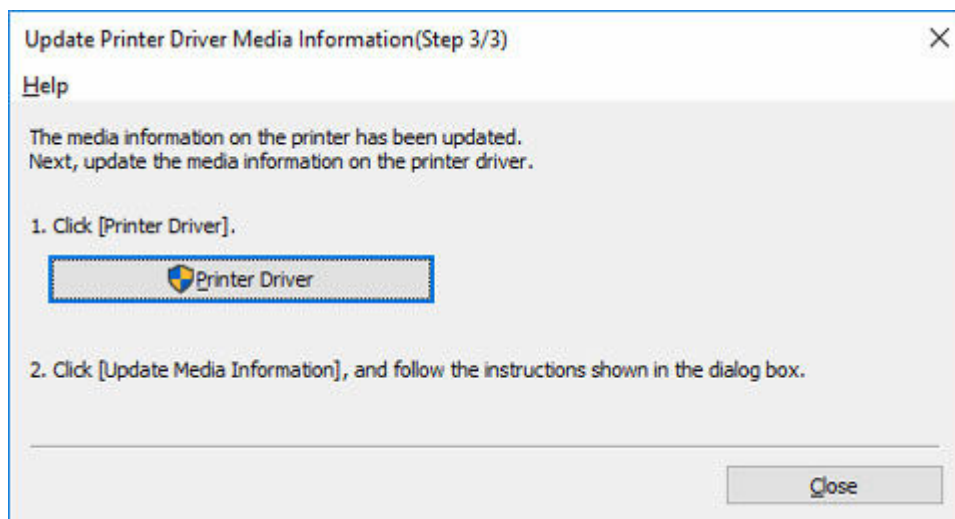 Update Printer Driver Media Information(Step 3/3)
Help
The media information on the printer has been updated.
Next, update the media information on the printer driver.
1. Click [Printer Driver].
Printer Driver
2. Click [Update Media Information], and follow the instructions shown in the dialog box.
Close